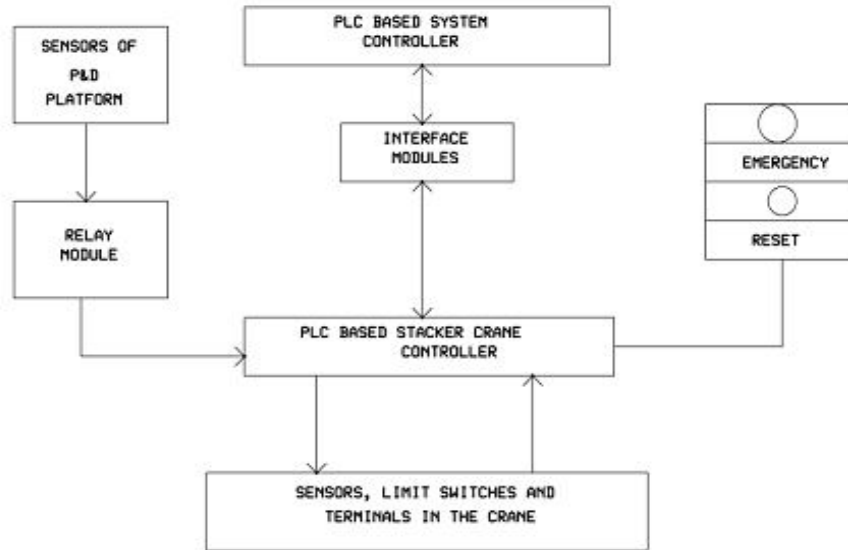 SENSORS OF
P&D
PLATFORM
PLC BASED SYSTEM
CONTROLLER
INTERFACE
MODULES
EMERGENCY
RESET
RELAY
MODULE
PLC BASED STACKER CRANE
CONTROLLER
SENSORS, LIMIT SWITCHES AND
TERMINALS IN THE CRANE